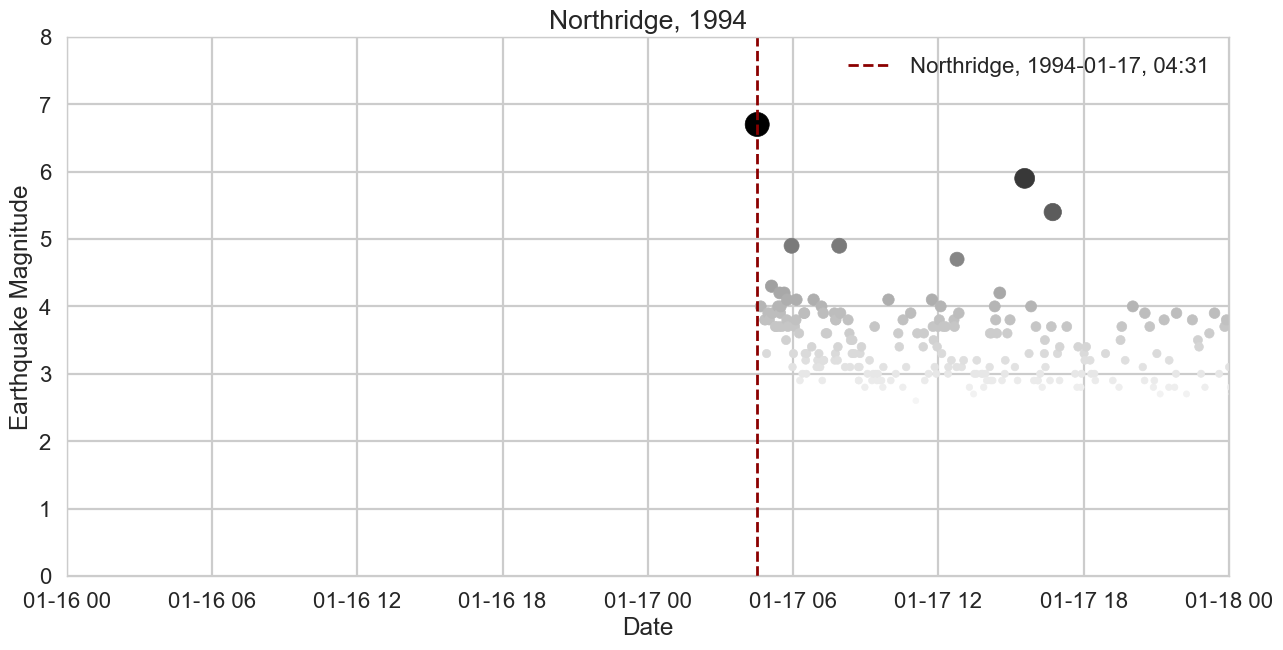 Northridge, 1994
Northridge, 1994-01-17, 04:31
Earthquake Magnitude
8
7
6
5
4
3
2
1
0
01-16 00 01-16 06 01-16 12 01-16 18 01-17 00 01-17 06 01-17 12 01-17 18 01-18 00
Date